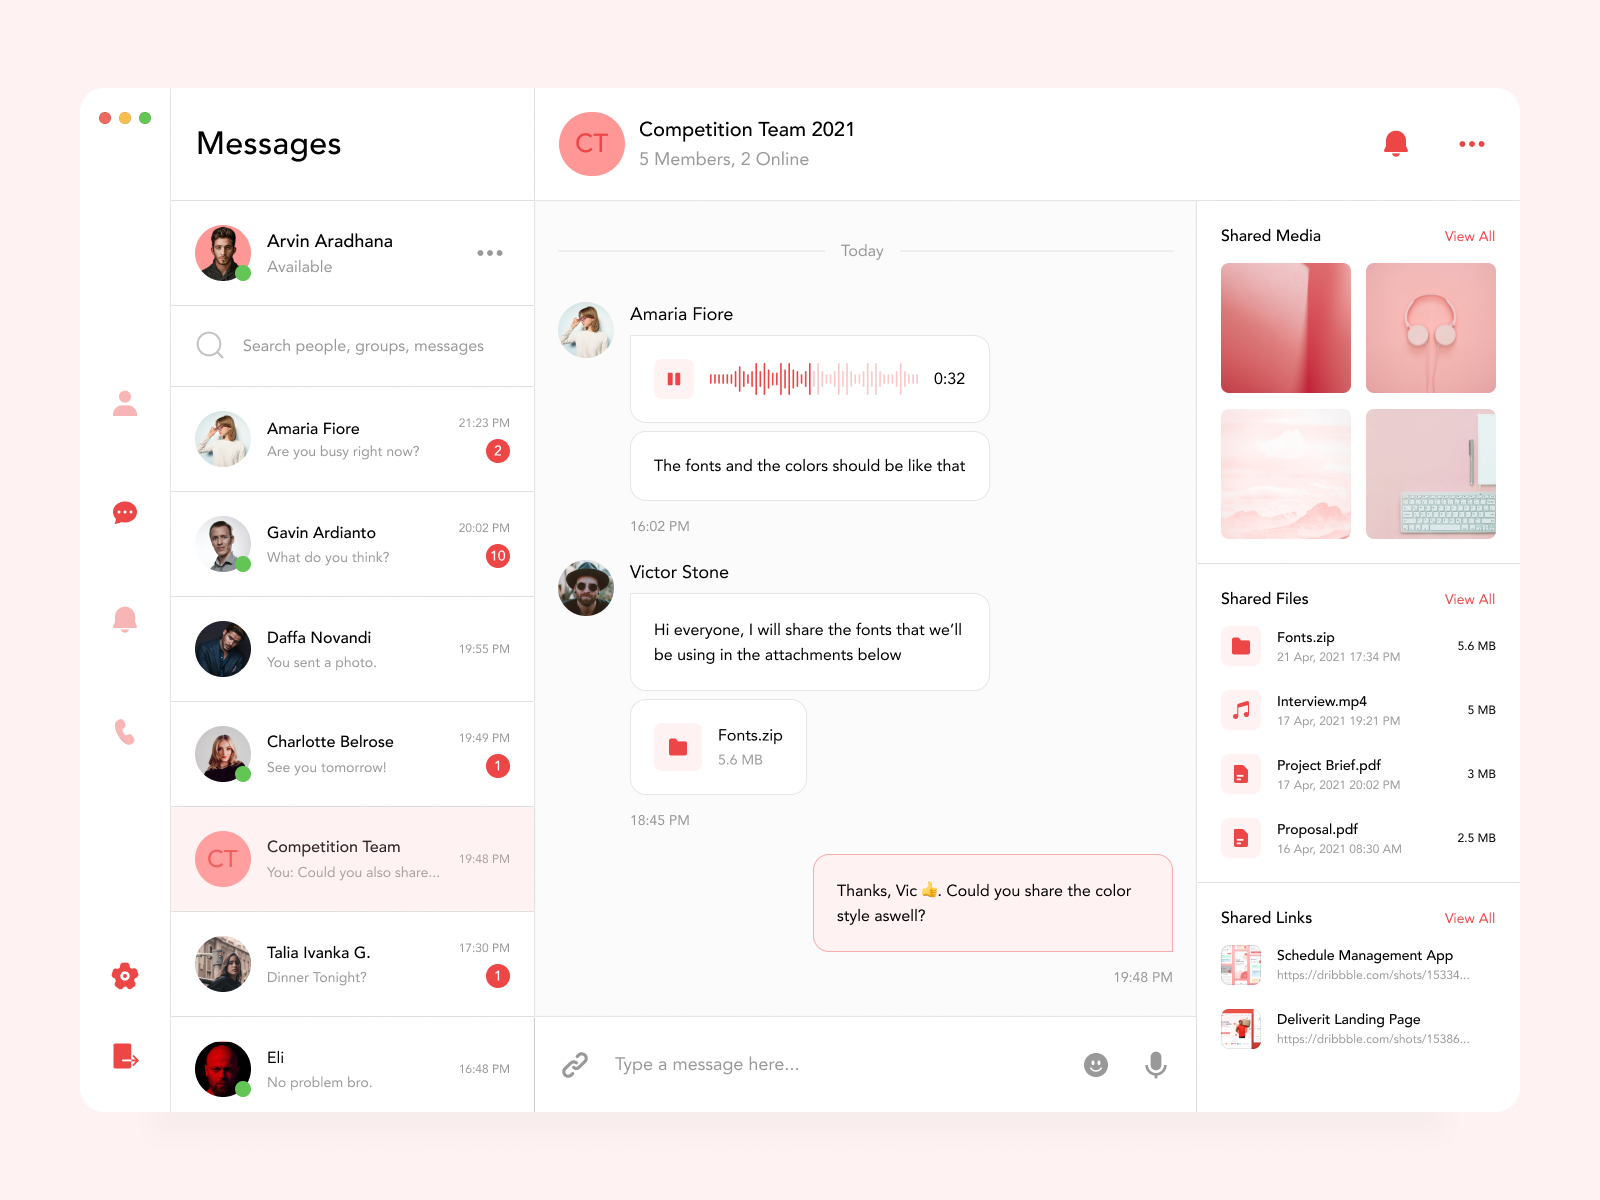 Messages
Arvin Aradhana
Available
Search people, groups, messages
Amaria Fiore
21:23 PM
Are you busy right now?
2
Gavin Ardianto
20:02 PM
What do you think?
10
Daffa Novandi
19:55 PM
You sent a photo.
Charlotte Belrose
19:49 PM
See you tomorrow!
1
CT
Competition Team
19:48 PM
You: Could you also share...
Talia Ivanka G.
17:30 PM
Dinner Tonight?
1
Eli
16:48 PM
No problem bro.
CT
Competition Team 2021
5 Members, 2 Online
Today
Amaria Fiore
0:32
The fonts and the colors should be like that
16:02 PM
Victor Stone
Hi everyone, I will share the fonts that we’ll
be using in the attachments below
Fonts.zip
5.6 MB
18:45 PM
Thanks, Vic 👍. Could you share the color
style aswell?
19:48 PM
Type a message here...
Shared Media
View All
Shared Files
View All
Fonts.zip
21 Apr, 2021 17:34 PM
5.6 MB
Interview.mp4
17 Apr, 2021 19:21 PM
5 MB
Project Brief.pdf
17 Apr, 2021 20:02 PM
3 MB
Proposal.pdf
16 Apr, 2021 08:30 AM
2.5 MB
Shared Links
View All
Schedule Management App
https://dribbble.com/shots/15334...
Deliverit Landing Page
https://dribbble.com/shots/15386...